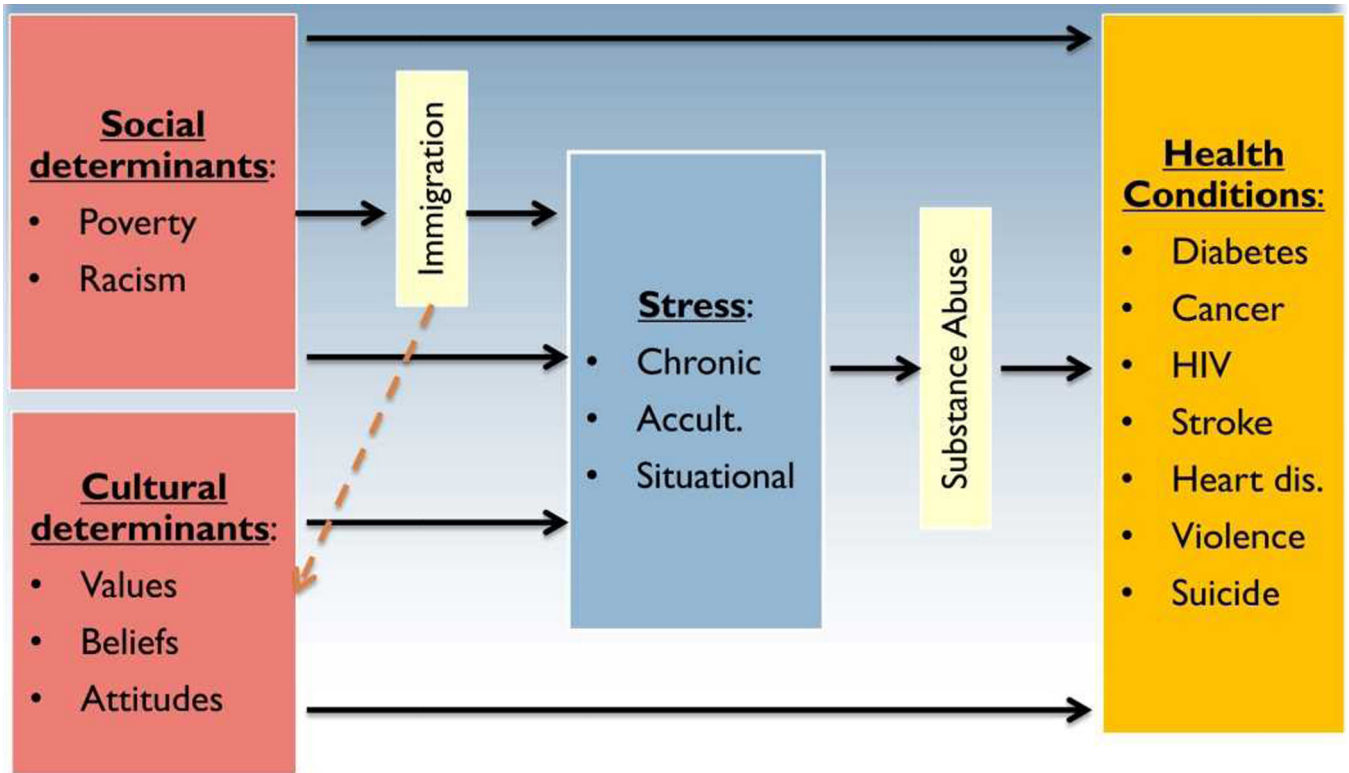 Social
determinants:
• Poverty
• Racism
Cultural
determinants:
• Values
• Beliefs
• Attitudes
Immigration
Stress:
• Chronic
• Accult.
• Situational
Substance Abuse
Health
Conditions:
• Diabetes
• Cancer
• HIV
• Stroke
• Heart dis.
• Violence
• Suicide